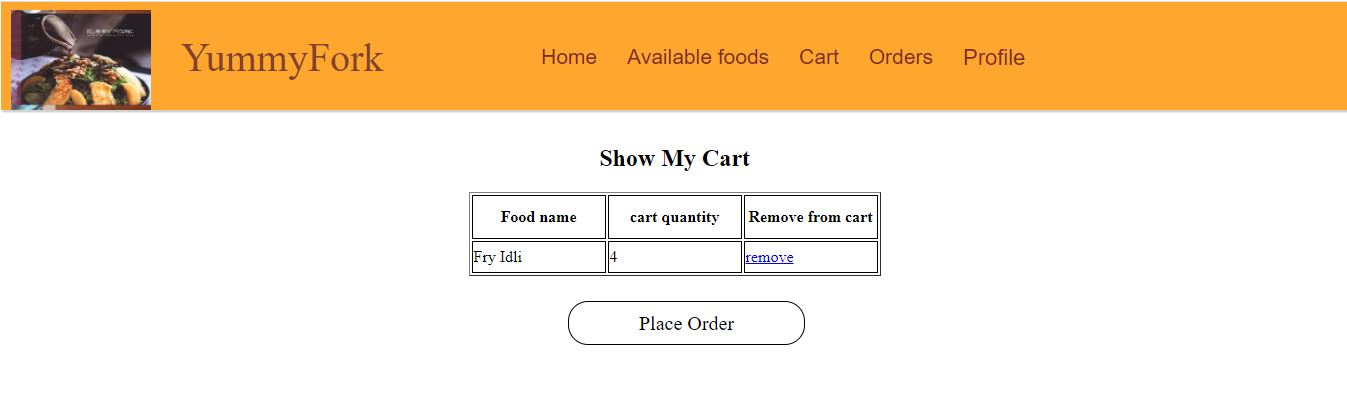 YummyFork
Home Available foods Cart Orders Profile
Show My Cart
Food name cart quantity Remove from cart
Fry Idli 4 remove
Place Order